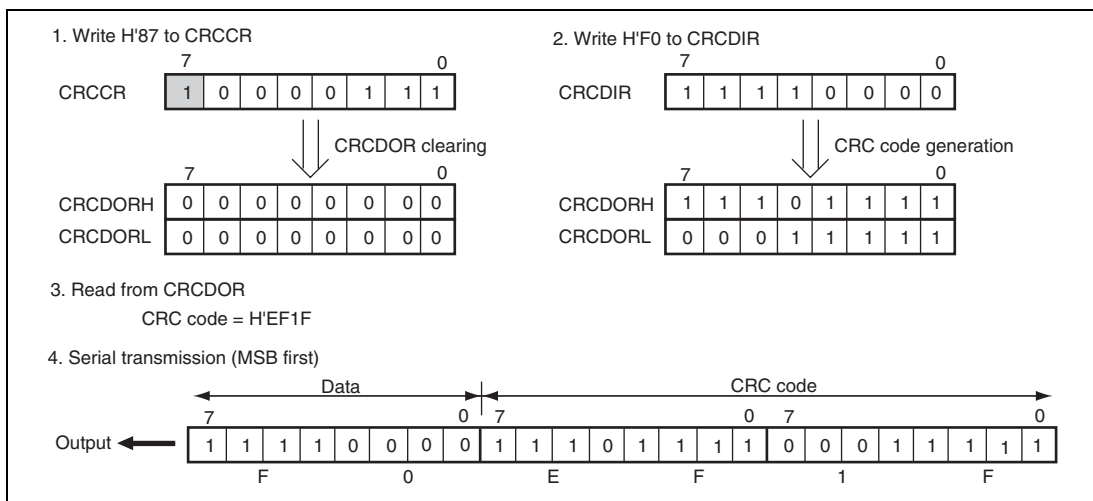 1. Write H'87 to CRCCR
7 0
CRCCR 1 0 0 0 0 1 1 1
CRCDOR clearing
7 0
CRCDORH 0 0 0 0 0 0 0 0
CRCDORL 0 0 0 0 0 0 0 0
2. Write H'F0 to CRCDIR
7 0
CRCDIR 1 1 1 1 0 0 0 0
CRC code generation
7 0
CRCDORH 1 1 1 0 1 1 1 1
CRCDORL 0 0 0 1 1 1 1 1
3. Read from CRCDOR
CRC code = H'EF1F
4. Serial transmission (MSB first)
Data CRC code
7 0 7 0 7 0
Output 1 1 1 1 0 0 0 0 1 1 1 0 1 1 1 1 0 0 0 1 1 1 1 1
F 0 E F 1 F